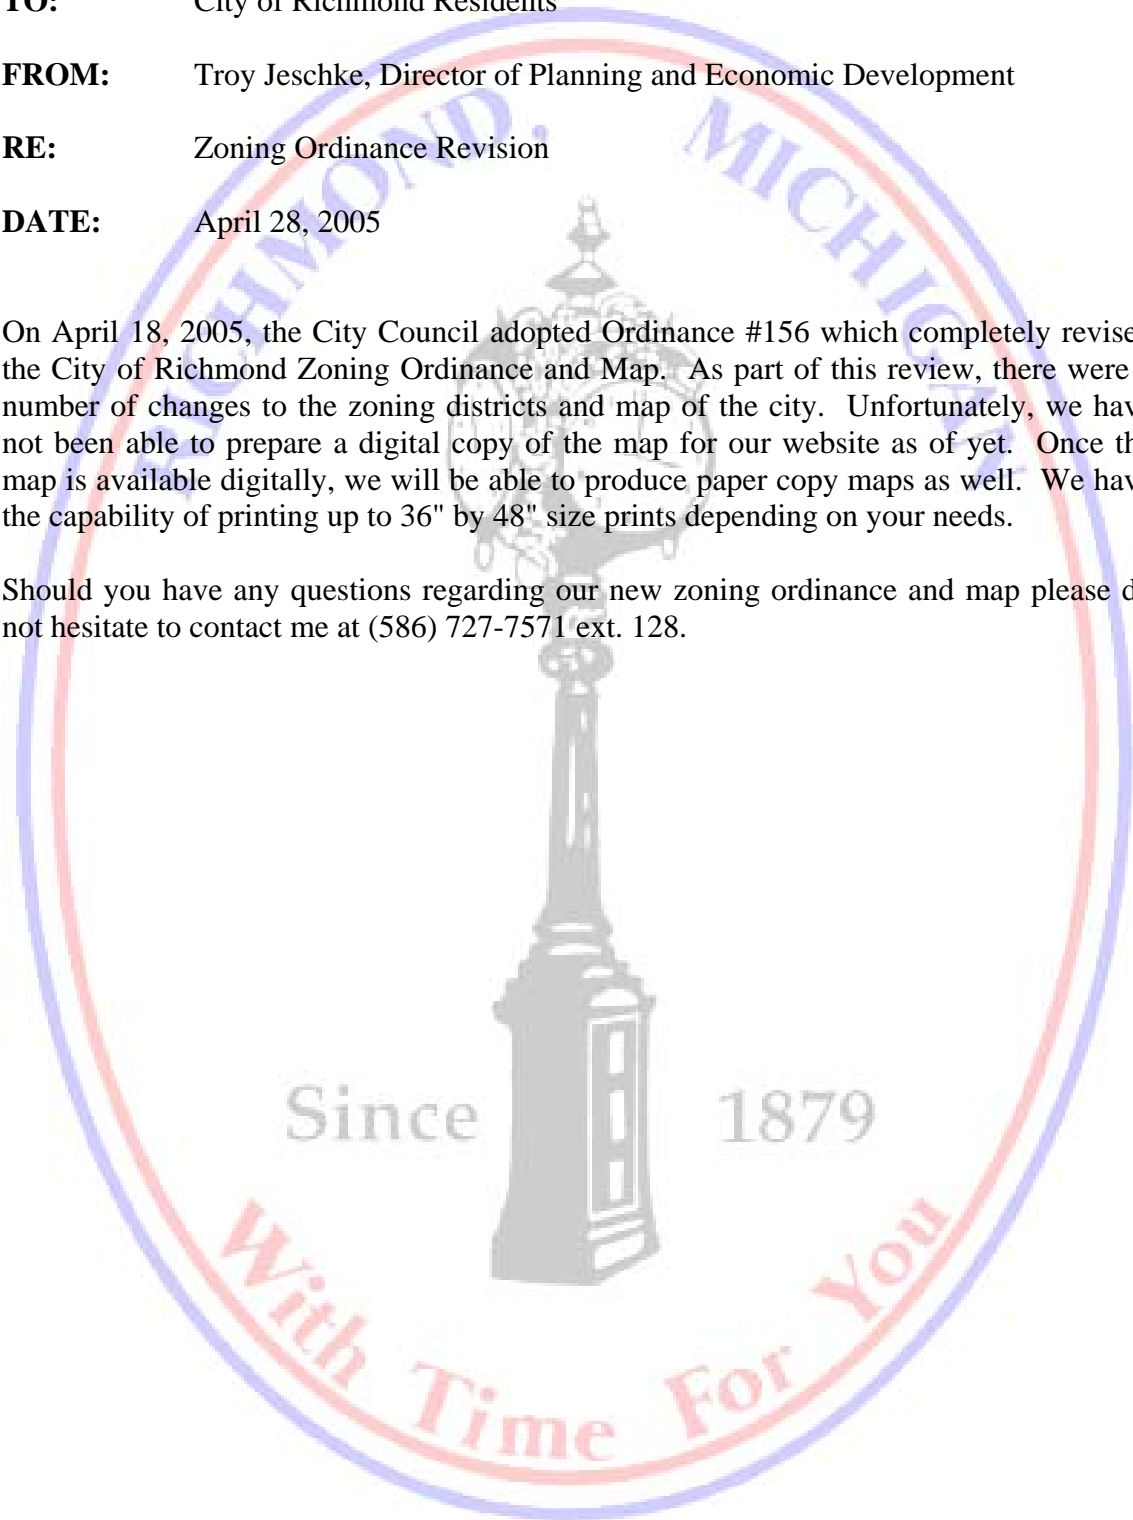 TO: City of Richmond Residents
FROM: Troy Jeschke, Director of Planning and Economic Development
RE: Zoning Ordinance Revision
DATE: April 28, 2005
On April 18, 2005, the City Council adopted Ordinance #156 which completely revise
the City of Richmond Zoning Ordinance and Map. As part of this review, there were
number of changes to the zoning districts and map of the city. Unfortunately, we hav
not been able to prepare a digital copy of the map for our website as of yet. Once th
map is available digitally, we will be able to produce paper copy maps as well. We hav
the capability of printing up to 36" by 48" size prints depending on your needs.
Should you have any questions regarding our new zoning ordinance and map please d
not hesitate to contact me at (586) 727-7571 ext. 128.
RICHMOND, MICHIGAN
Since 1879
With Time For You